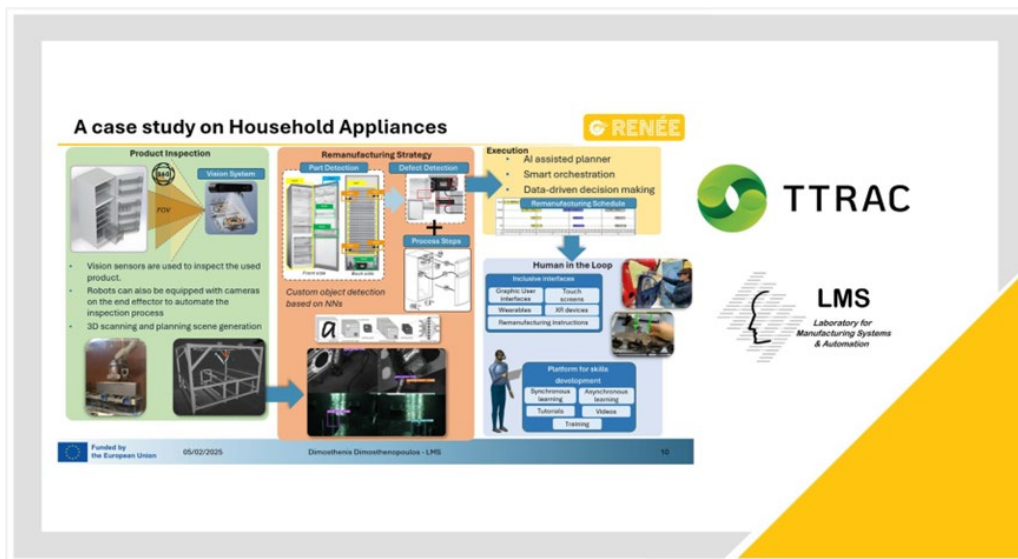 A case study on Household Appliances
RENÉE
Product Inspection
Vision System
FOV
• Vision sensors are used to inspect the used
product.
• Robots can also be equipped with cameras
on the end effector to automate the
inspection process
• 3D scanning and planning scene generation
Remanufacturing Strategy
Part Detection
Defect Detection
Front side
Back side
+
Process Steps
Custom object detection
based on NNs
a
Execution
• AI assisted planner
• Smart orchestration
• Data-driven decision making
Remanufacturing Schedule
Human in the Loop
Inclusive interfaces
Graphic User
interfaces
Touch
screens
Wearables
XR devices
Remanufacturing instructions
Platform for skills
development
Synchronous
learning
Asynchronous
learning
Tutorials
Videos
Training
Funded by
the European Union
05/02/2025
Dimosthenis Dimosthenopoulos - LMS
10
TTRAC
LMS
Laboratory for
Manufacturing Systems
& Automation